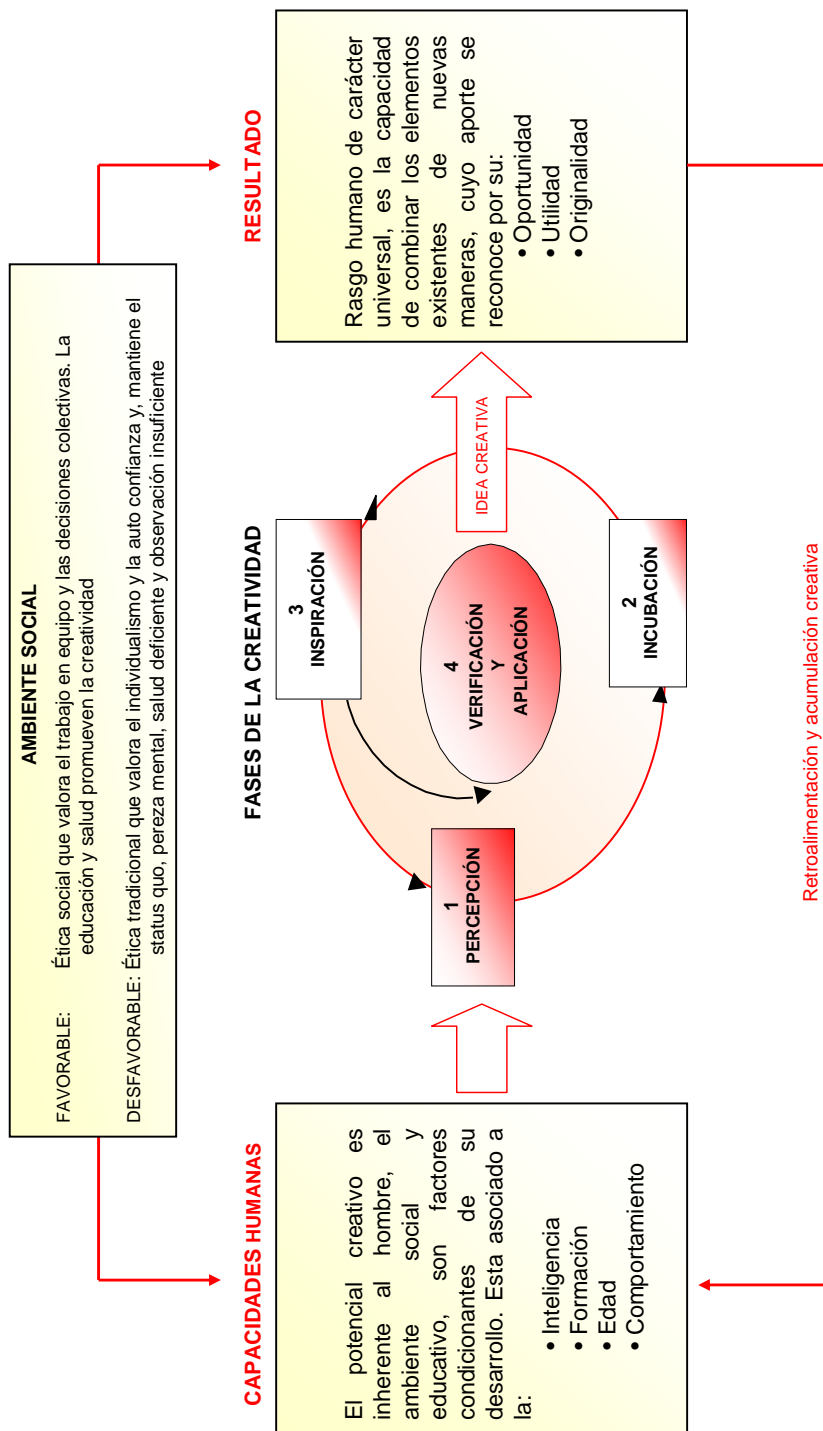 AMBIENTE SOCIAL
FAVORABLE: Ética social que valora el trabajo en equipo y las decisiones colectivas. La
educación y salud promueven la creatividad
DESFAVORABLE: Ética tradicional que valora el individualismo y la auto confianza y, mantiene el
status quo, pereza mental, salud deficiente y observación insuficiente
CAPACIDADES HUMANAS
El potencial creativo es
inherente al hombre, el
ambiente social y
educativo, son factores
condicionantes de su
desarrollo. Esta asociado a
la:
• Inteligencia
• Formación
• Edad
• Comportamiento
FASES DE LA CREATIVIDAD
1
PERCEPCIÓN
2
INCUBACIÓN
3
INSPIRACIÓN
4
VERIFICACIÓN
Y
APLICACIÓN
IDEA CREATIVA
RESULTADO
Rasgo humano de carácter
universal, es la capacidad
de combinar los elementos
existentes de nuevas
maneras, cuyo aporte se
reconoce por su:
• Oportunidad
• Utilidad
• Originalidad
Retroalimentación y acumulación creativa